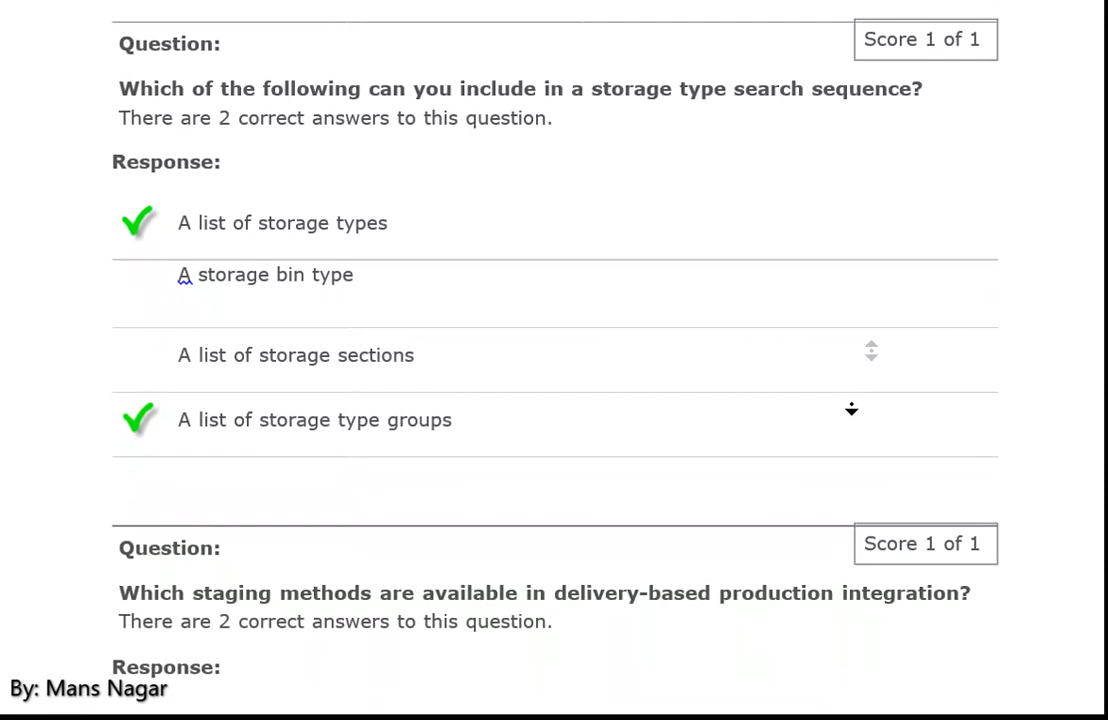 Question:
Score 1 of 1
Which of the following can you include in a storage type search sequence?
There are 2 correct answers to this question.
Response:
A list of storage types
A storage bin type
A list of storage sections
A list of storage type groups
Question:
Score 1 of 1
Which staging methods are available in delivery-based production integration?
There are 2 correct answers to this question.
Response:
By: Mans Nagar